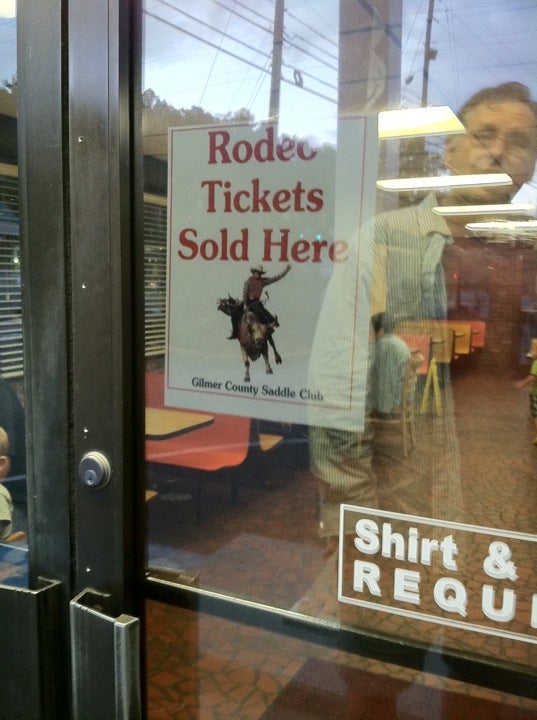 Rodeo
Tickets
Sold Here
Gilmer County Saddle Club
Shirt &
REQU